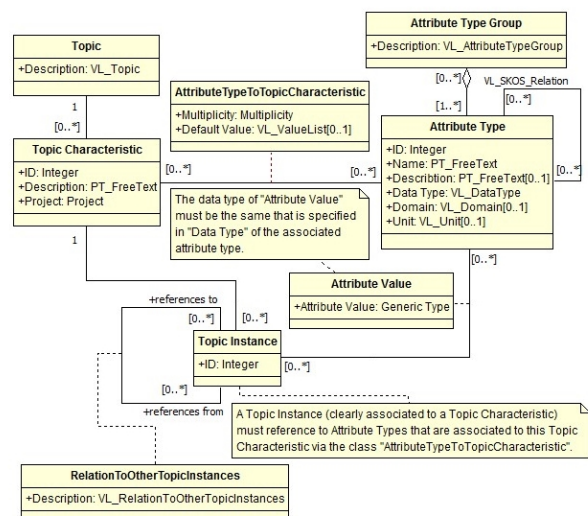 Topic
+Description: VL_Topic
Attribute Type Group
+Description: VL_AttributeTypeGroup
1
[0..*]
AttributeTypeToTopicCharacteristic
+Multiplicity: Multiplicity
+Default Value: VL_ValueList[0..1]
[0..*]
[1..*]
VL_SKOS_Relation
[0..*]
[0..*]
Topic Characteristic
+ID: Integer
+Description: PT_FreeText
+Project: Project
[0..*]
[0..*]
Attribute Type
+ID: Integer
+Name: PT_FreeText
+Describtion: PT_FreeText[0..1]
+Data Type: VL_DataType
+Domain: VL_Domain[0..1]
+Unit: VL_Unit[0..1]
The data type of "Attribute Value"
must be the same that is specified
in "Data Type" of the associated
attribute type.
1
[0..*]
Attribute Value
+Attribute Value: Generic Type
+references to
[0..*]
[0..*]
Topic Instance
+ID: Integer
[0..*]
[0..*]
+references from
A Topic Instance (clearly associated to a Topic Characteristic)
must reference to Attribute Types that are associated to this Topic
Characteristic via the class "AttributeTypeToTopicCharacteristic".
RelationToOtherTopicInstances
+Description: VL_RelationToOtherTopicInstances